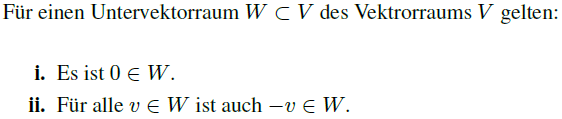 Für einen Untervektorraum W ⊂ V des Vektrorraums V gelten:
i. Es ist 0 ∈ W.
ii. Für alle v ∈ W ist auch −v ∈ W.